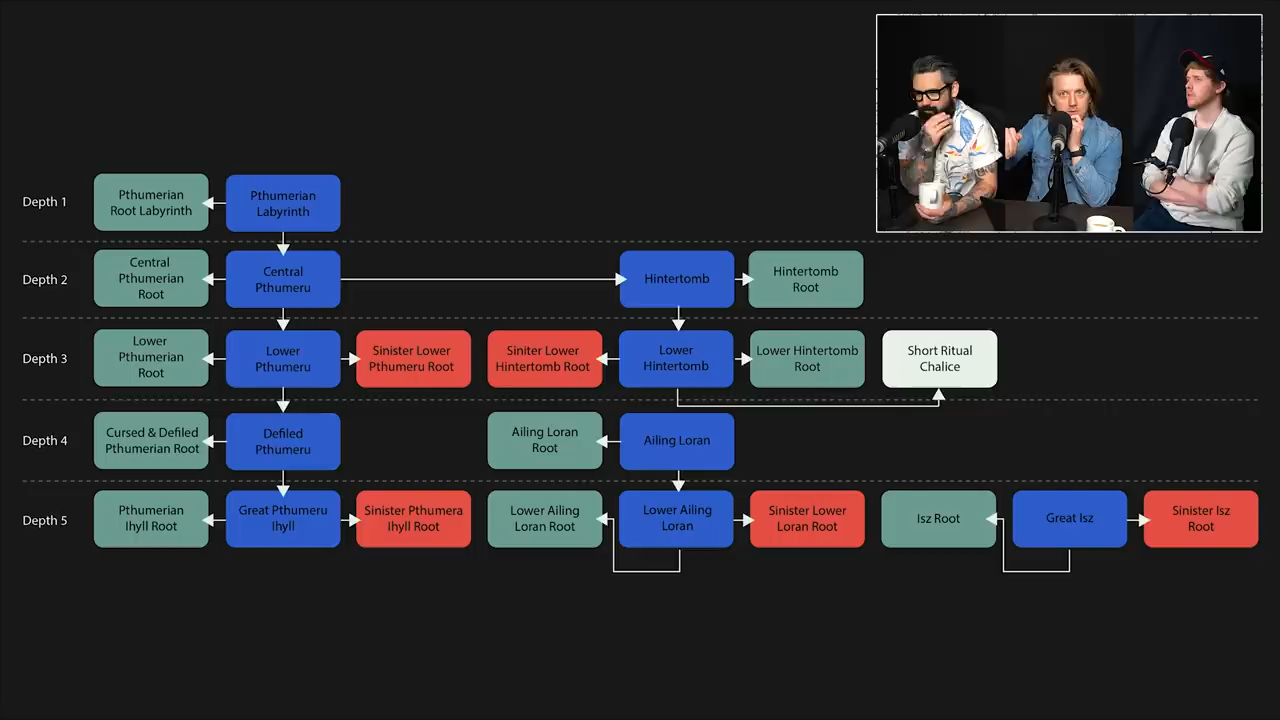 Depth 1
Pthumerian
Root Labyrinth
Pthumerian
Labyrinth
Depth 2
Central
Pthumerian
Root
Central
Pthumeru
Hintertomb
Hintertomb
Root
Depth 3
Lower
Pthumerian
Root
Lower
Pthumeru
Sinister Lower
Pthumeru Root
Siniter Lower
Hintertomb Root
Lower
Hintertomb
Lower Hintertomb
Root
Short Ritual
Chalice
Depth 4
Cursed & Defiled
Pthumerian Root
Defiled
Pthumeru
Ailing Loran
Root
Ailing Loran
Depth 5
Pthumerian
Ihyll Root
Great Pthumeru
Ihyll
Sinister Pthumera
Ihyll Root
Lower Ailing
Loran Root
Lower Ailing
Loran
Sinister Lower
Loran Root
Isz Root
Great Isz
Sinister Isz
Root